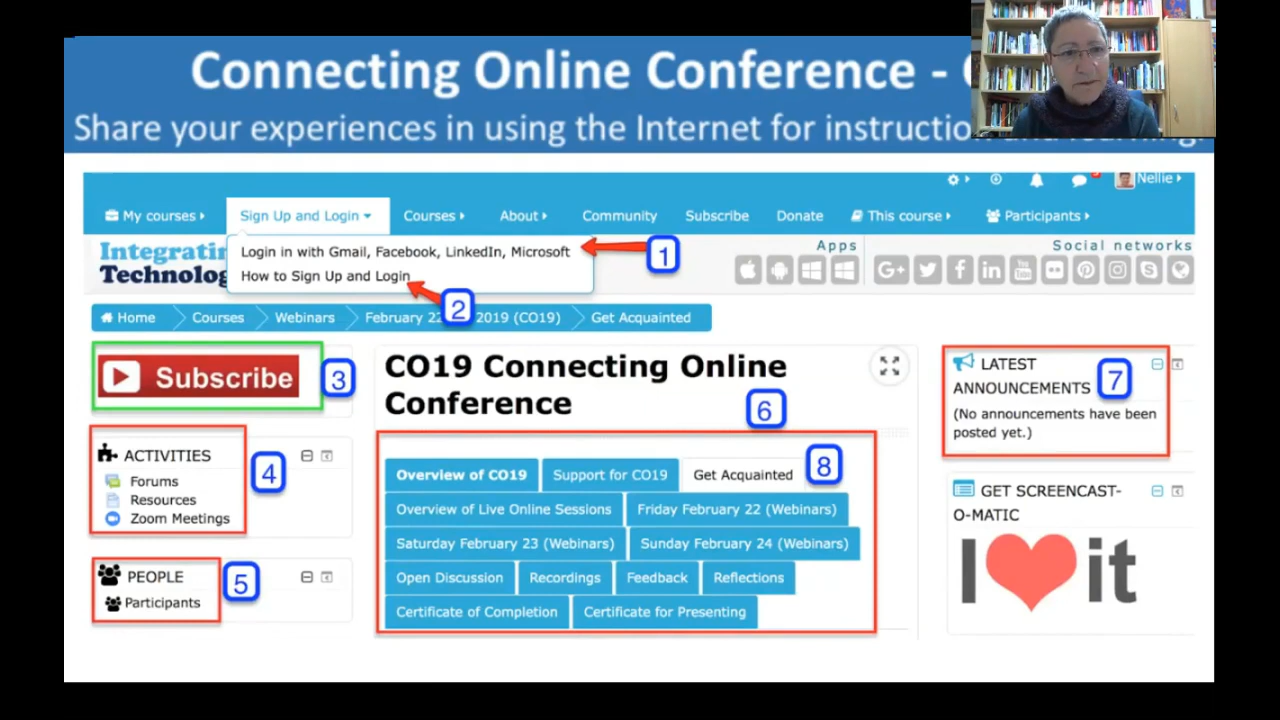 Connecting Online Conference -
Share your experiences in using the Internet for instructio
Nellie
My courses
Sign Up and Login
Courses
About
Community
Subscribe
Donate
This course
Participants
Login in with Gmail, Facebook, LinkedIn, Microsoft
How to Sign Up and Login
1
2
Integratin
Technolog
Apps
Social networks
G+
in
You
Tube
Home
Courses
Webinars
February 22
2019 (CO19)
Get Acquainted
Subscribe
3
ACTIVITIES
Forums
Resources
Zoom Meetings
4
PEOPLE
Participants
5
CO19 Connecting Online
Conference
6
Overview of CO19
Support for CO19
Get Acquainted
8
Overview of Live Online Sessions
Friday February 22 (Webinars)
Saturday February 23 (Webinars)
Sunday February 24 (Webinars)
Open Discussion
Recordings
Feedback
Reflections
Certificate of Completion
Certificate for Presenting
LATEST
ANNOUNCEMENTS
7
(No announcements have been
posted yet.)
GET SCREENCAST-
O-MATIC
I it